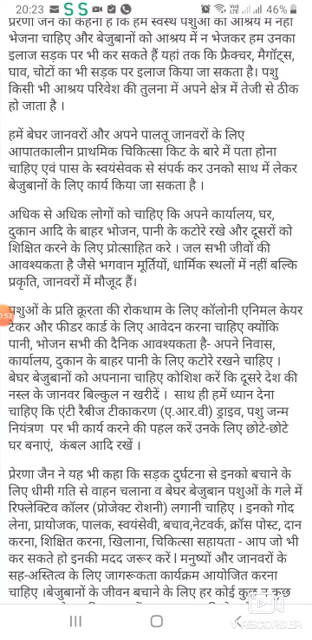 20:23
46%
प्रेरणा जैन का कहना है कि हमें स्वस्थ पशुओं को आश्रय में नहीं
भेजना चाहिए और बेजुबानों को आश्रय में न भेजकर हम उनका
इलाज सड़क पर भी कर सकते हैं यहां तक कि फ्रैक्चर, मैगॉट्स,
घाव, चोटों का भी सड़क पर इलाज किया जा सकता है। पशु
किसी भी आश्रय परिवेश की तुलना में अपने क्षेत्र में तेजी से ठीक
हो जाता है ।
हमें बेघर जानवरों और अपने पालतू जानवरों के लिए
आपातकालीन प्राथमिक चिकित्सा किट के बारे में पता होना
चाहिए एवं पास के स्वयंसेवक से संपर्क कर उनको साथ में लेकर
बेजुबानों के लिए कार्य किया जा सकता है ।
अधिक से अधिक लोगों को चाहिए कि अपने कार्यालय, घर,
दुकान आदि के बाहर भोजन, पानी के कटोरे रखे और दूसरों को
शिक्षित करने के लिए प्रोत्साहित करे । जल सभी जीवों की
आवश्यकता है जैसे भगवान मूर्तियों, धार्मिक स्थलों में नहीं बल्कि
प्रकृति, जानवरों में मौजूद हैं।
पशुओं के प्रति क्रूरता की रोकथाम के लिए कॉलोनी एनिमल केयर
टेकर और फीडर कार्ड के लिए आवेदन करना चाहिए क्योंकि
पानी, भोजन सभी की दैनिक आवश्यकता है- अपने निवास,
कार्यालय, दुकान के बाहर पानी के लिए कटोरे रखने चाहिए ।
बेघर बेजुबानों को अपनाना चाहिए कोशिश करें कि दूसरे देश की
नस्ल के जानवर बिल्कुल न खरीदें । साथ ही हमें ध्यान देना
चाहिए कि एंटी रैबीज टीकाकरण (ए.आर.वी) ड्राइव, पशु जन्म
नियंत्रण पर भी कार्य करने की पहल करें उनके लिए छोटे-छोटे
घर बनाएं, कंबल आदि रखें ।
प्रेरणा जैन ने यह भी कहा कि सड़क दुर्घटना से इनको बचाने के
लिए धीमी गति से वाहन चलाना व बेघर बेजुबान पशुओं के गले में
रिफ्लेक्टिव कॉलर (प्रोजेक्ट रोशनी) लगानी चाहिए । इनको गोद
लेना, प्रायोजक, पालक, स्वयंसेवी, बचाव,नेटवर्क, क्रॉस पोस्ट, दान
करना, शिक्षित करना, खिलाना, चिकित्सा सहायता - आप जो भी
कर सकते हो इनकी मदद जरूर करें । मनुष्यों और जानवरों के
सह-अस्तित्व के लिए जागरूकता कार्यक्रम आयोजित करना
चाहिए ।बेजुबानों के जीवन बचाने के लिए हर कोई कुछ न कुछ